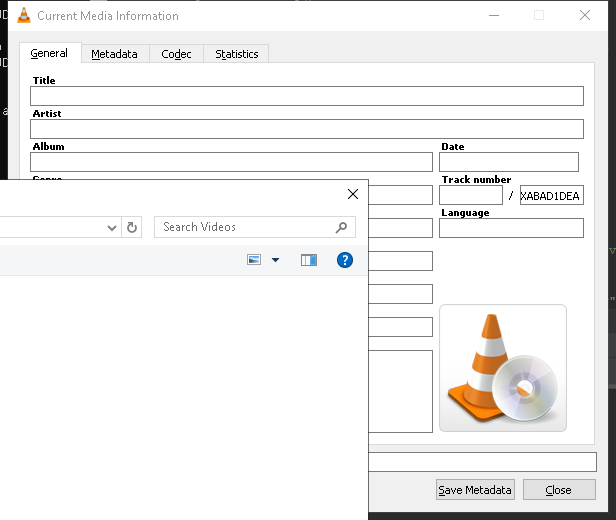 Current Media Information
General Metadata Codec Statistics
Title
Artist
Album Date
Genre Track number
/ XABAD1DEA
Language
Search Videos
?
Save Metadata Close